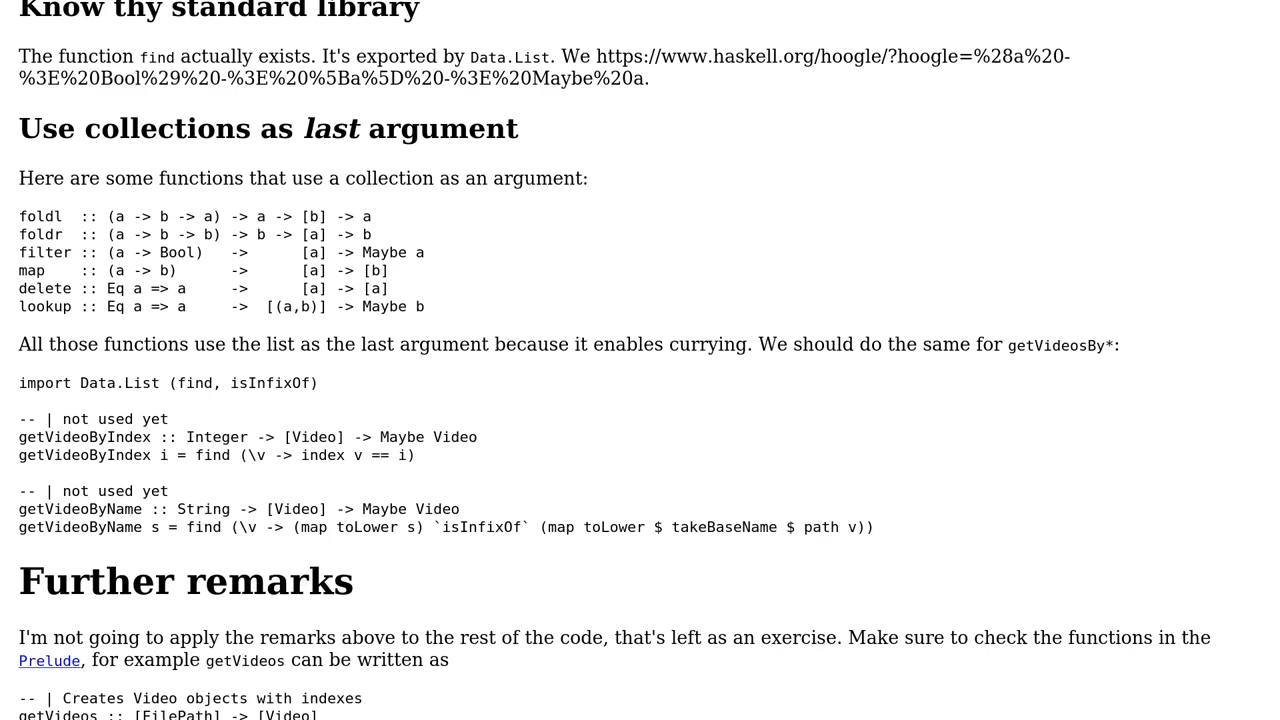 Know thy standard library
The function find actually exists. It's exported by Data.List. We https://www.haskell.org/hoogle/?hoogle=%28a%20-
%3E%20Bool%29%20-%3E%20%5Ba%5D%20-%3E%20Maybe%20a.
Use collections as last argument
Here are some functions that use a collection as an argument:
foldl  :: (a -> b -> a) -> a -> [b] -> a
foldr  :: (a -> b -> b) -> b -> [a] -> b
filter :: (a -> Bool)   ->      [a] -> Maybe a
map    :: (a -> b)      ->      [a] -> [b]
delete :: Eq a => a     ->      [a] -> [a]
lookup :: Eq a => a     ->  [(a,b)] -> Maybe b
All those functions use the list as the last argument because it enables currying. We should do the same for getVideosBy*:
import Data.List (find, isInfixOf)
-- | not used yet
getVideoByIndex :: Integer -> [Video] -> Maybe Video
getVideoByIndex i = find (\v -> index v == i)
-- | not used yet
getVideoByName :: String -> [Video] -> Maybe Video
getVideoByName s = find (\v -> (map toLower s) `isInfixOf` (map toLower $ takeBaseName $ path v))
Further remarks
I'm not going to apply the remarks above to the rest of the code, that's left as an exercise. Make sure to check the functions in the
Prelude, for example getVideos can be written as
-- | Creates Video objects with indexes
getVideos :: [FilePath] -> [Video]